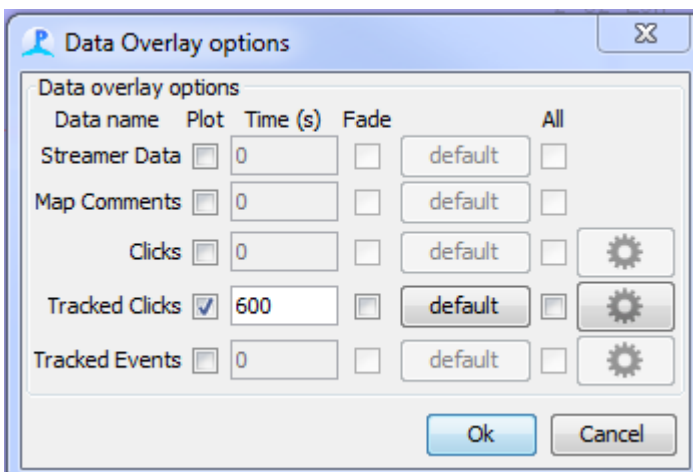 Data Overlay options
Data overlay options
Data name Plot Time (s) Fade All
Streamer Data 0 default
Map Comments 0 default
Clicks 0 default
Tracked Clicks 600 default
Tracked Events 0 default
Ok Cancel